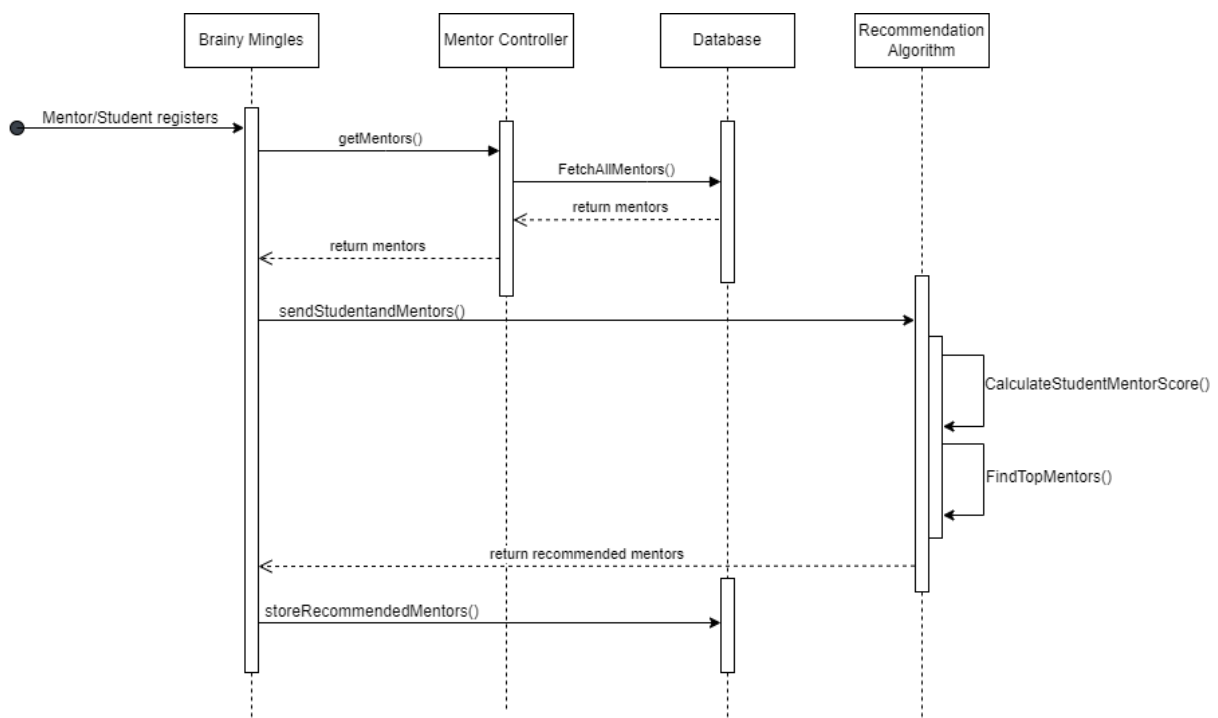 Brainy Mingles
Mentor Controller
Database
Recommendation
Algorithm
Mentor/Student registers
getMentors()
FetchAllMentors()
return mentors
return mentors
sendStudentandMentors()
CalculateStudentMentorScore()
FindTopMentors()
return recommended mentors
storeRecommendedMentors()